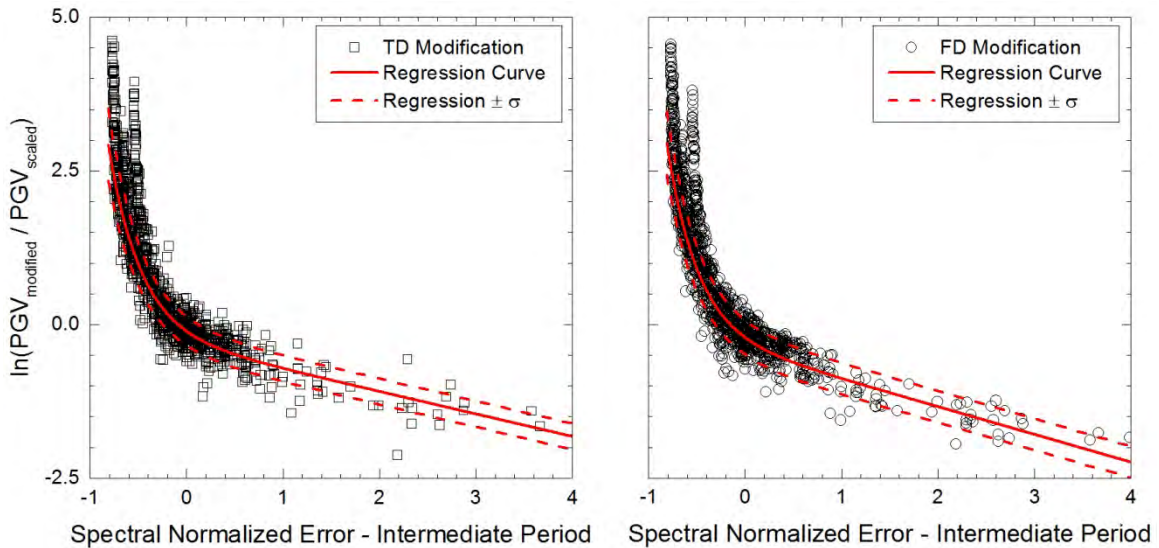 5.0
2.5
0.0
-2.5
ln(PGVmodified / PGVscaled)
TD Modification
Regression Curve
Regression ± σ
-1 0 1 2 3 4
Spectral Normalized Error - Intermediate Period
FD Modification
Regression Curve
Regression ± σ
-1 0 1 2 3 4
Spectral Normalized Error - Intermediate Period